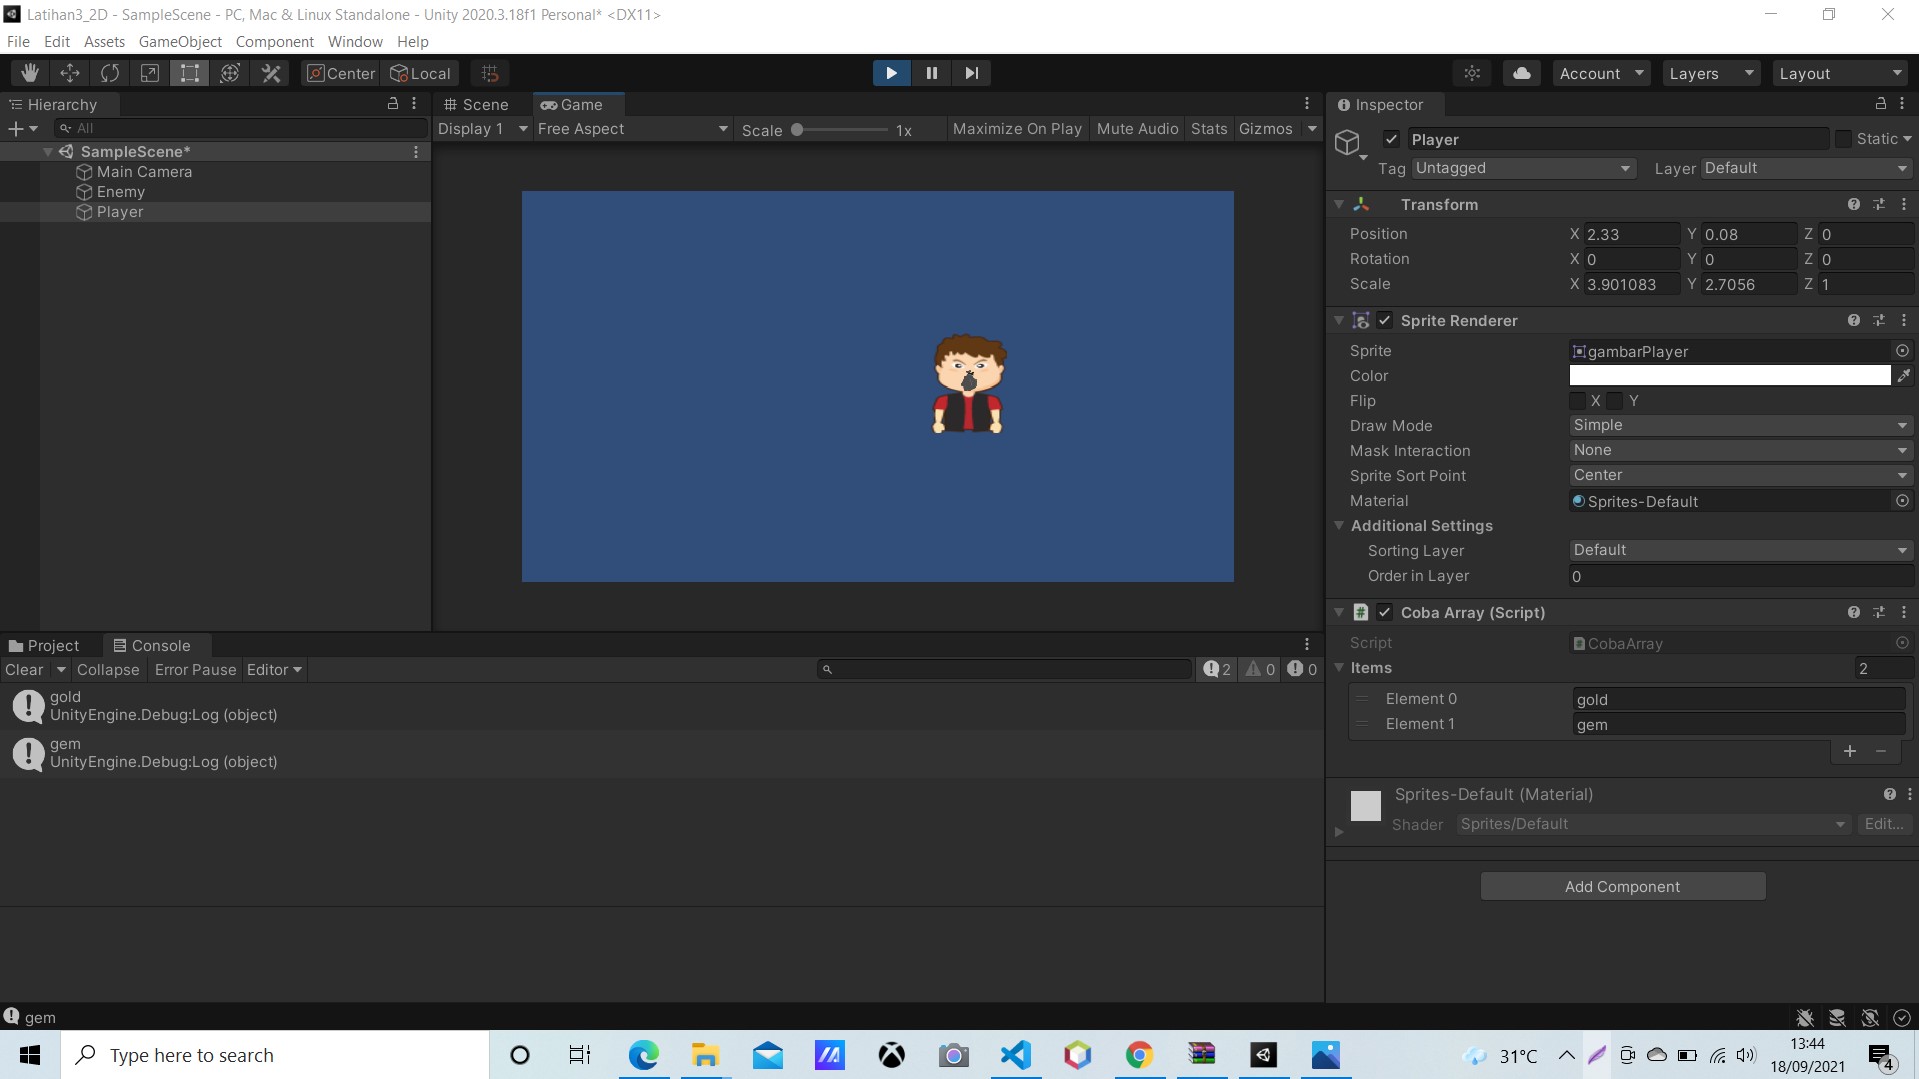 Latihan3_2D - SampleScene - PC, Mac & Linux Standalone - Unity 2020.3.18f1 Personal* <DX11>
File Edit Assets GameObject Component Window Help
Center Local Account Layers Layout
Hierarchy
All
SampleScene*
Main Camera
Enemy
Player
Scene Game
Display 1 Free Aspect Scale 1x Maximize On Play Mute Audio Stats Gizmos
Project Console
Clear Collapse Error Pause Editor 2 0 0
gold
UnityEngine.Debug:Log (object)
gem
UnityEngine.Debug:Log (object)
Inspector
Player Static
Tag Untagged Layer Default
Transform
Position X 2.33 Y 0.08 Z 0
Rotation X 0 Y 0 Z 0
Scale X 3.901083 Y 2.7056 Z 1
Sprite Renderer
Sprite gambarPlayer
Color
Flip X Y
Draw Mode Simple
Mask Interaction None
Sprite Sort Point Center
Material Sprites-Default
Additional Settings
Sorting Layer Default
Order in Layer 0
# Coba Array (Script)
Script CobaArray
Items 2
Element 0 gold
Element 1 gem
+ −
Sprites-Default (Material)
Shader Sprites/Default Edit...
Add Component
gem
Type here to search
31°C
13:44
18/09/2021
4